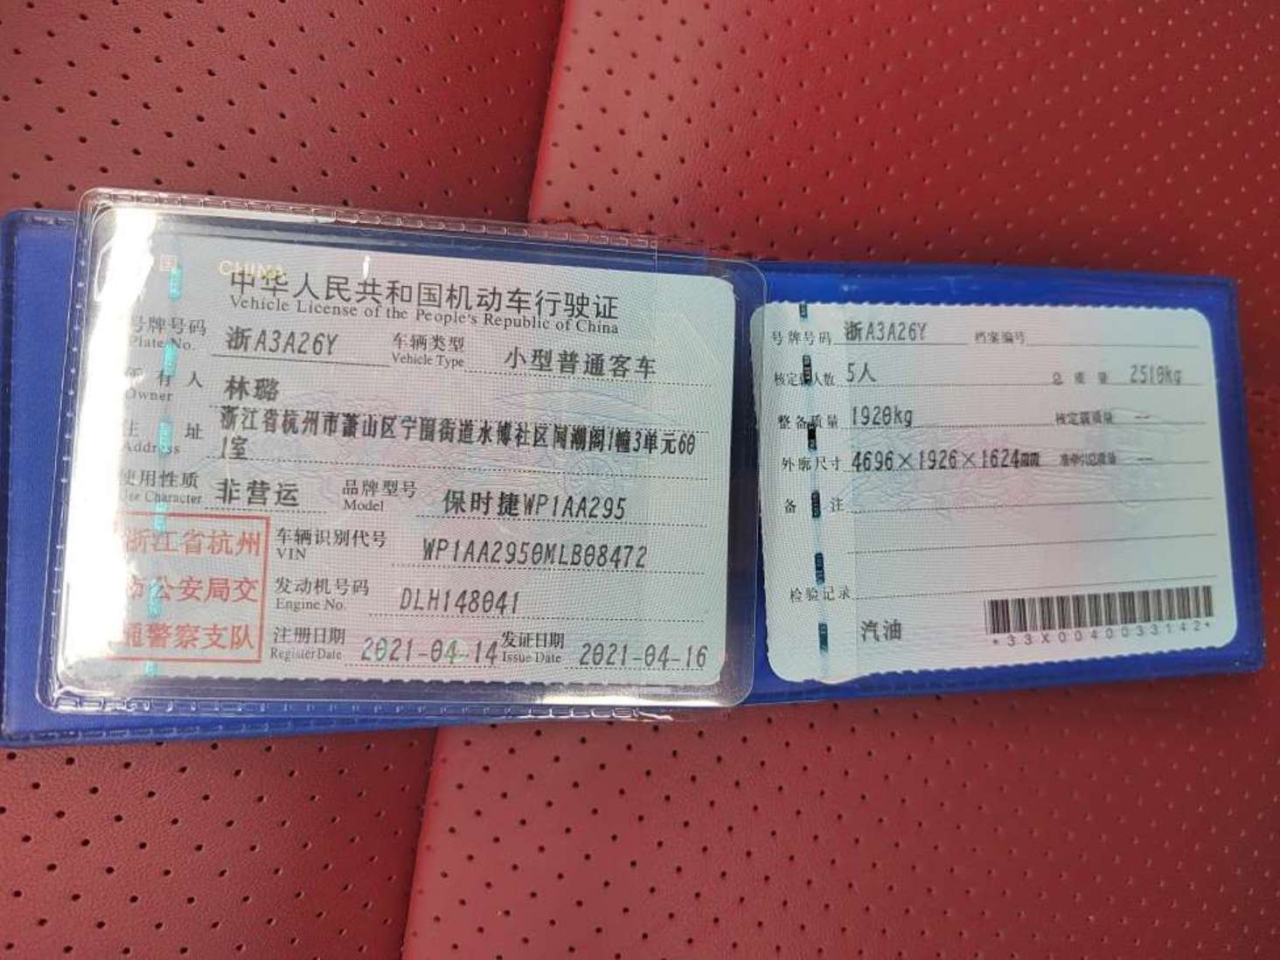 中国 CHINA
中华人民共和国机动车行驶证
Vehicle License of the People's Republic of China
号牌号码 浙A3A26Y 车辆类型 小型普通客车
Plate No. Vehicle Type
所有人 林璐
Owner
住址 浙江省杭州市萧山区宁围街道水博社区闻潮阁1幢3单元60
Address 1室
使用性质 非营运 品牌型号 保时捷WP1AA295
Use Character Model
浙江省杭州
市公安局交
通警察支队
车辆识别代号 WP1AA2950MLB08472
VIN
发动机号码 DLH148041
Engine No.
注册日期 2021-04-14 发证日期 2021-04-16
Register Date Issue Date
号牌号码 浙A3A26Y 档案编号
核定载人数 5人 总质量 2510kg
整备质量 1920kg 核定载质量 --
外廓尺寸 4696×1926×1624mm 准牵引总质量 --
备注
检验记录
汽油
*33X0040033142*